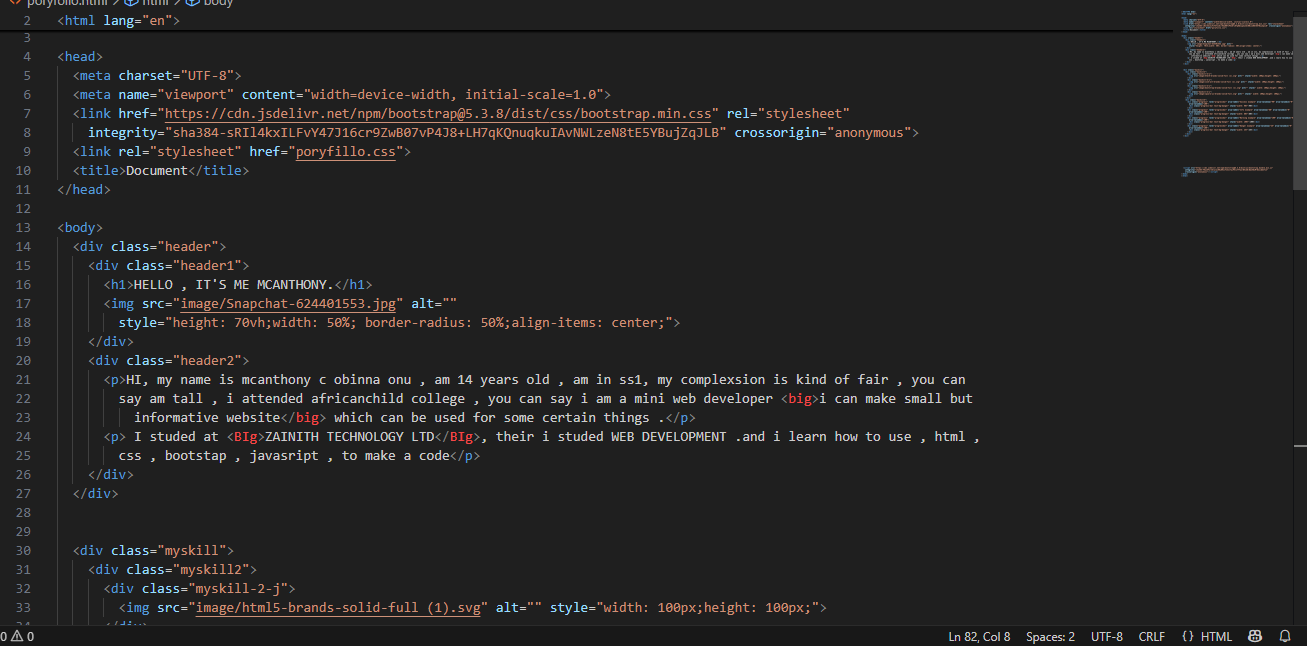 poryfollo.html > html > body
2 <html lang="en">
3
4 <head>
5 <meta charset="UTF-8">
6 <meta name="viewport" content="width=device-width, initial-scale=1.0">
7 <link href="https://cdn.jsdelivr.net/npm/bootstrap@5.3.8/dist/css/bootstrap.min.css" rel="stylesheet"
8 integrity="sha384-sRIl4kxILFvY47J16cr9ZwB07vP4J8+LH7qKQnuqkuIAvNWLzeN8tE5YBujZqJLB" crossorigin="anonymous">
9 <link rel="stylesheet" href="poryfillo.css">
10 <title>Document</title>
11 </head>
12
13 <body>
14 <div class="header">
15 <div class="header1">
16 <h1>HELLO , IT'S ME MCANTHONY.</h1>
17 <img src="image/Snapchat-624401553.jpg" alt=""
18 style="height: 70vh;width: 50%; border-radius: 50%;align-items: center;">
19 </div>
20 <div class="header2">
21 <p>HI, my name is mcanthony c obinna onu , am 14 years old , am in ss1, my complexsion is kind of fair , you can
22 say am tall , i attended africanchild college , you can say i am a mini web developer <big>i can make small but
23 informative website</big> which can be used for some certain things .</p>
24 <p> I studed at <BIg>ZAINITH TECHNOLOGY LTD</BIg>, their i studed WEB DEVELOPMENT .and i learn how to use , html ,
25 css , bootstap , javasript , to make a code</p>
26 </div>
27 </div>
28
29
30 <div class="myskill">
31 <div class="myskill2">
32 <div class="myskill-2-j">
33 <img src="image/html5-brands-solid-full (1).svg" alt="" style="width: 100px;height: 100px;">
</div>
0 0 Ln 82, Col 8 Spaces: 2 UTF-8 CRLF {} HTML